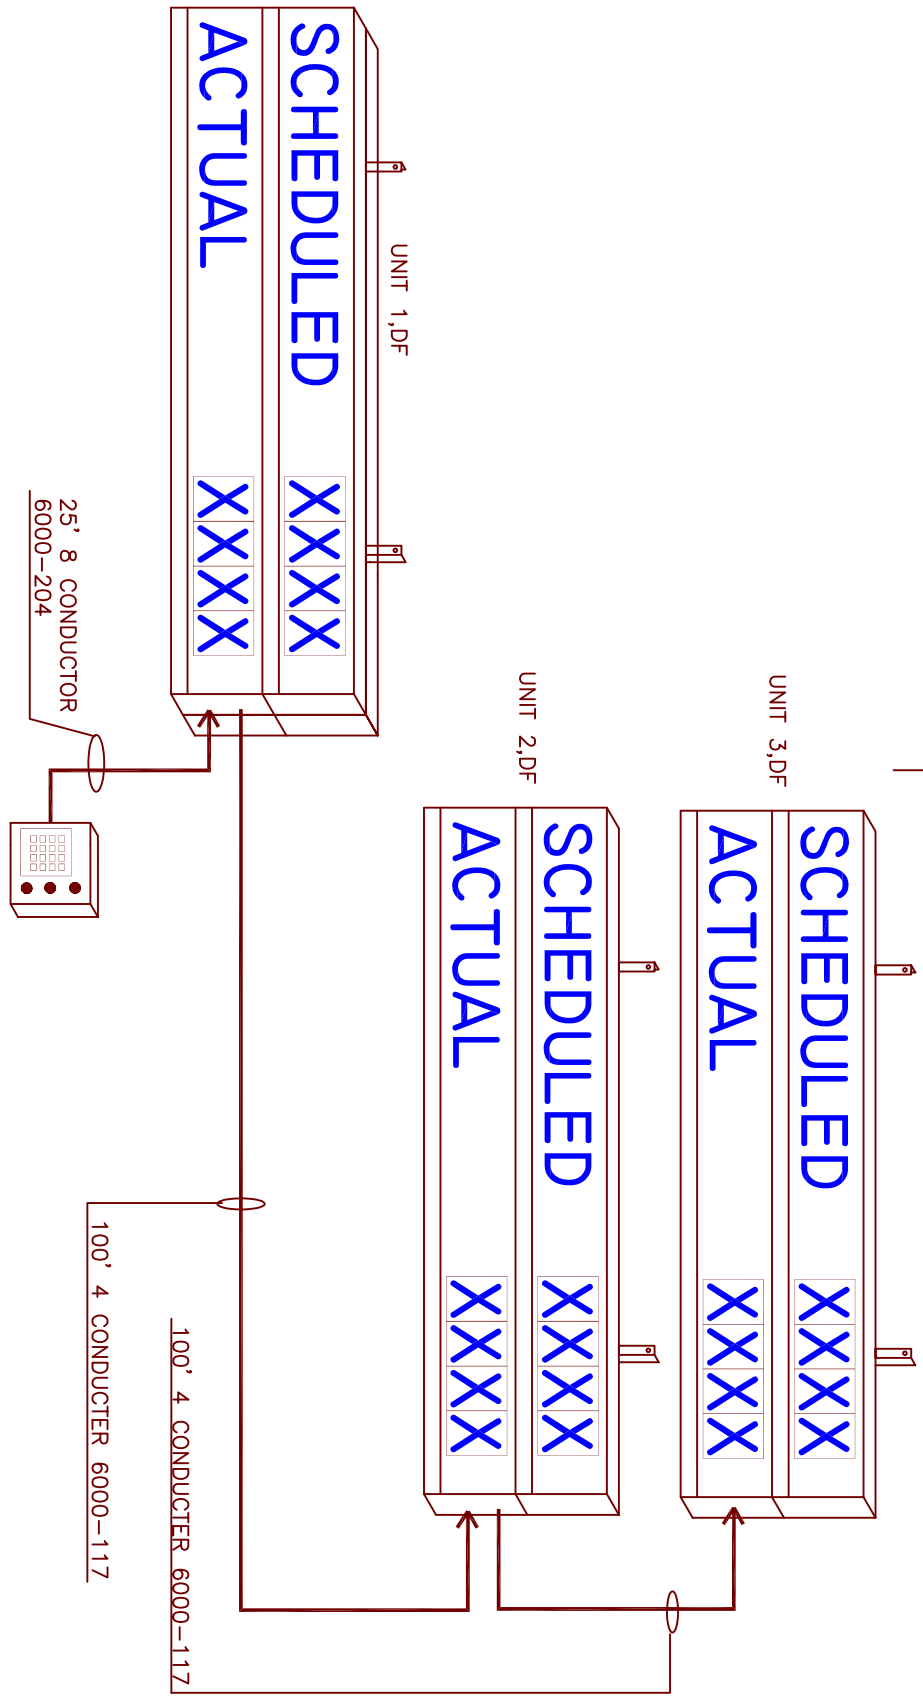 UNIT 3,DF
SCHEDULED XXXX
ACTUAL XXXX
UNIT 2,DF
SCHEDULED XXXX
ACTUAL XXXX
UNIT 1,DF
SCHEDULED XXXX
ACTUAL XXXX
100' 4 CONDUCTER 6000-117
100' 4 CONDUCTER 6000-117
25' 8 CONDUCTOR
6000-204